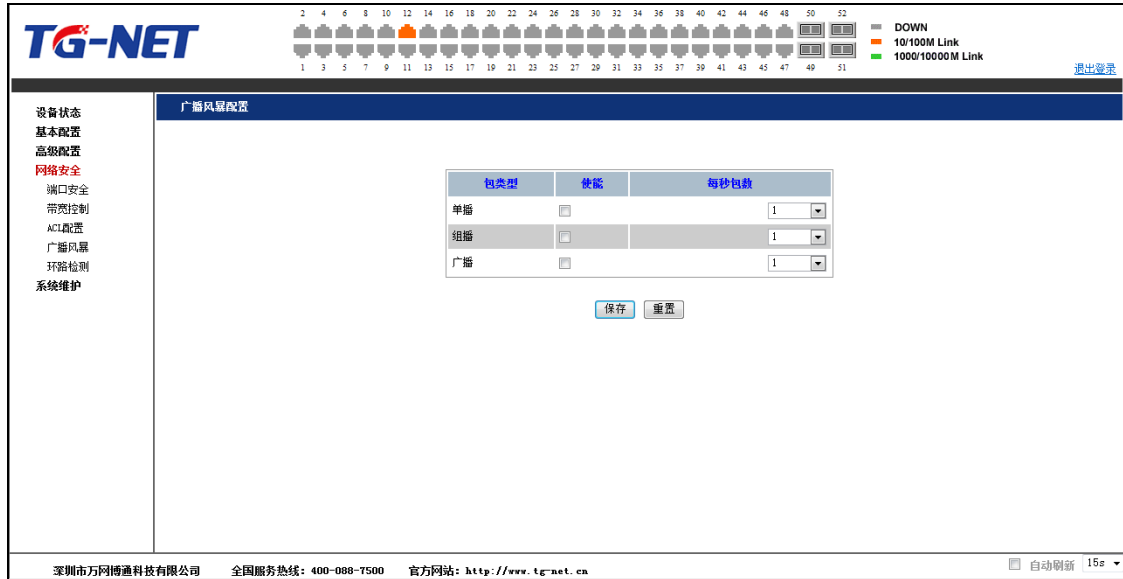 TG-NET
2 4 6 8 10 12 14 16 18 20 22 24 26 28 30 32 34 36 38 40 42 44 46 48 50 52
1 3 5 7 9 11 13 15 17 19 21 23 25 27 29 31 33 35 37 39 41 43 45 47 49 51
DOWN
10/100M Link
1000/10000M Link
退出登录
设备状态
基本配置
高级配置
网络安全
端口安全
带宽控制
ACL配置
广播风暴
环路检测
系统维护
广播风暴配置
包类型 使能 每秒包数
单播 1
组播 1
广播 1
保存 重置
深圳市万网博通科技有限公司 全国服务热线：400-088-7500 官方网站：http://www.tg-net.cn
自动刷新 15s